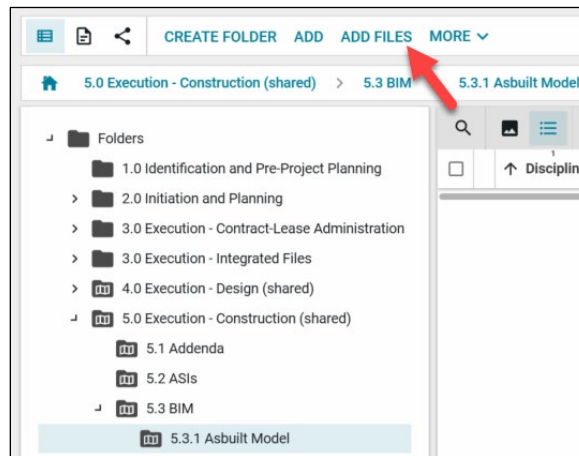 CREATE FOLDER ADD ADD FILES MORE
5.0 Execution - Construction (shared) > 5.3 BIM 5.3.1 Asbuilt Model
Folders
1.0 Identification and Pre-Project Planning
1
Disciplin
2.0 Initiation and Planning
3.0 Execution - Contract-Lease Administration
3.0 Execution - Integrated Files
4.0 Execution - Design (shared)
5.0 Execution - Construction (shared)
5.1 Addenda
5.2 ASIs
5.3 BIM
5.3.1 Asbuilt Model